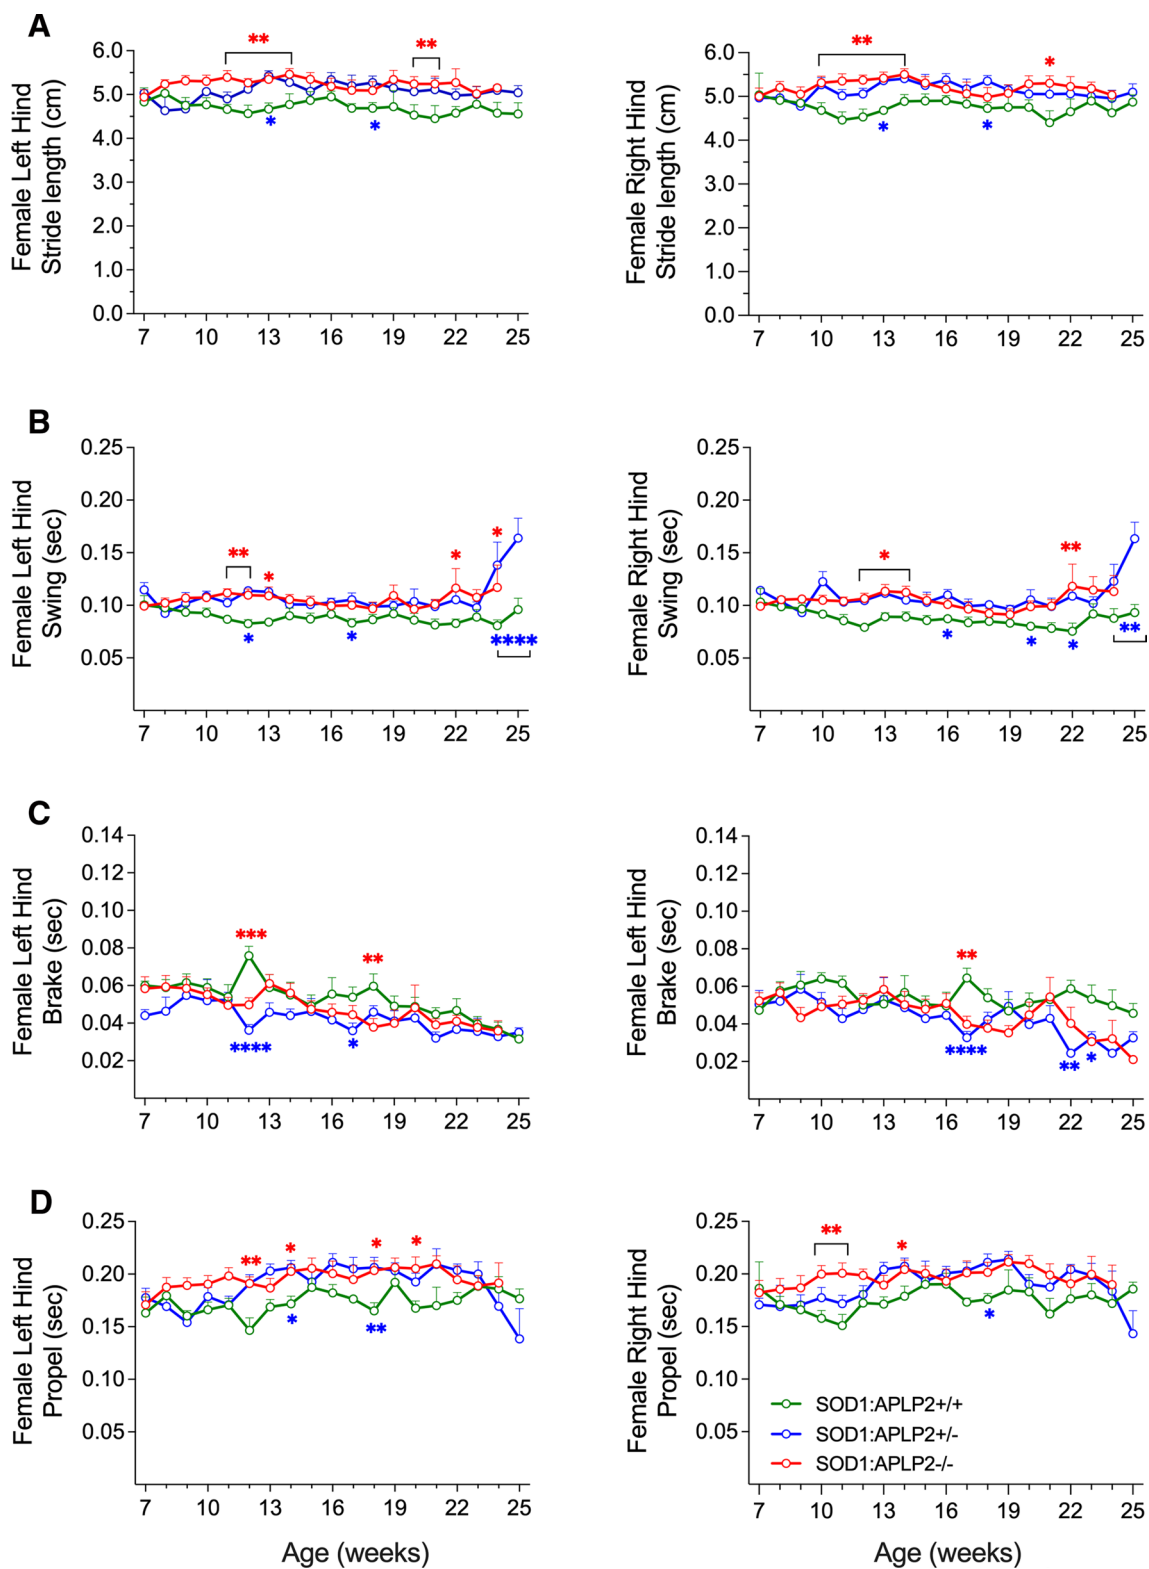 A
Female Left Hind
Stride length (cm)
6.0
5.0
4.0
3.0
2.0
1.0
0.0
** **
* *
7 10 13 16 19 22 25
Female Right Hind
Stride length (cm)
6.0
5.0
4.0
3.0
2.0
1.0
0.0
** *
* *
7 10 13 16 19 22 25
B
Female Left Hind
Swing (sec)
0.25
0.20
0.15
0.10
0.05
** * * *
* * ****
7 10 13 16 19 22 25
Female Right Hind
Swing (sec)
0.25
0.20
0.15
0.10
0.05
* **
* * * **
7 10 13 16 19 22 25
C
Female Left Hind
Brake (sec)
0.14
0.12
0.10
0.08
0.06
0.04
0.02
*** **
**** *
7 10 13 16 19 22 25
Female Left Hind
Brake (sec)
0.14
0.12
0.10
0.08
0.06
0.04
0.02
**
**** ** *
7 10 13 16 19 22 25
D
Female Left Hind
Propel (sec)
0.25
0.20
0.15
0.10
0.05
** * * *
* **
7 10 13 16 19 22 25
Age (weeks)
Female Right Hind
Propel (sec)
0.25
0.20
0.15
0.10
0.05
** *
*
SOD1:APLP2+/+
SOD1:APLP2+/-
SOD1:APLP2-/-
7 10 13 16 19 22 25
Age (weeks)